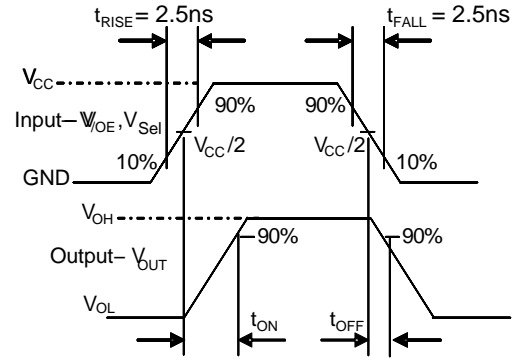 tRISE = 2.5ns
tFALL = 2.5ns
VCC
90%
90%
Input– V/OE, VSel
VCC/2
VCC/2
10%
10%
GND
VOH
90%
90%
Output– VOUT
VOL
tON
tOFF